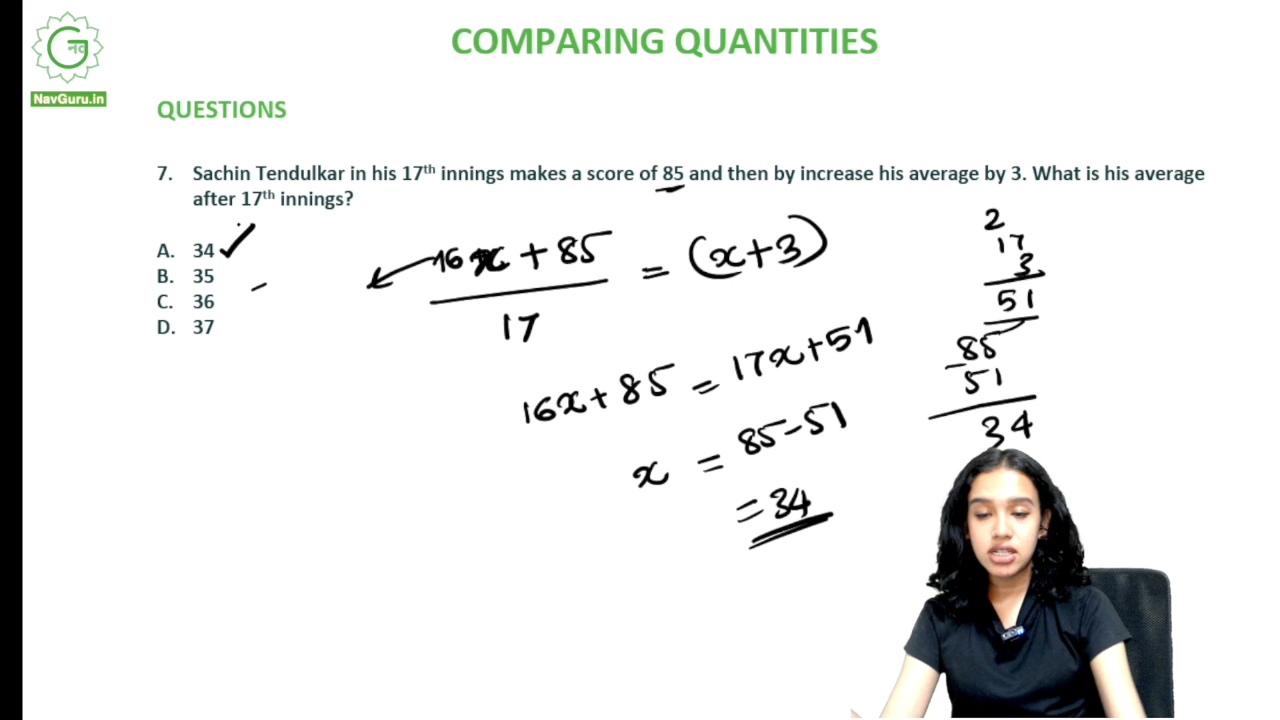 COMPARING QUANTITIES
नव
NavGuru.in
QUESTIONS
7. Sachin Tendulkar in his 17th innings makes a score of 85 and then by increase his average by 3. What is his average
after 17th innings?
A. 34
B. 35
C. 36
D. 37
16x + 85
17
= (x+3)
16x + 85 = 17x + 51
x = 85 - 51
= 34
2
17
3
51
85
- 51
34